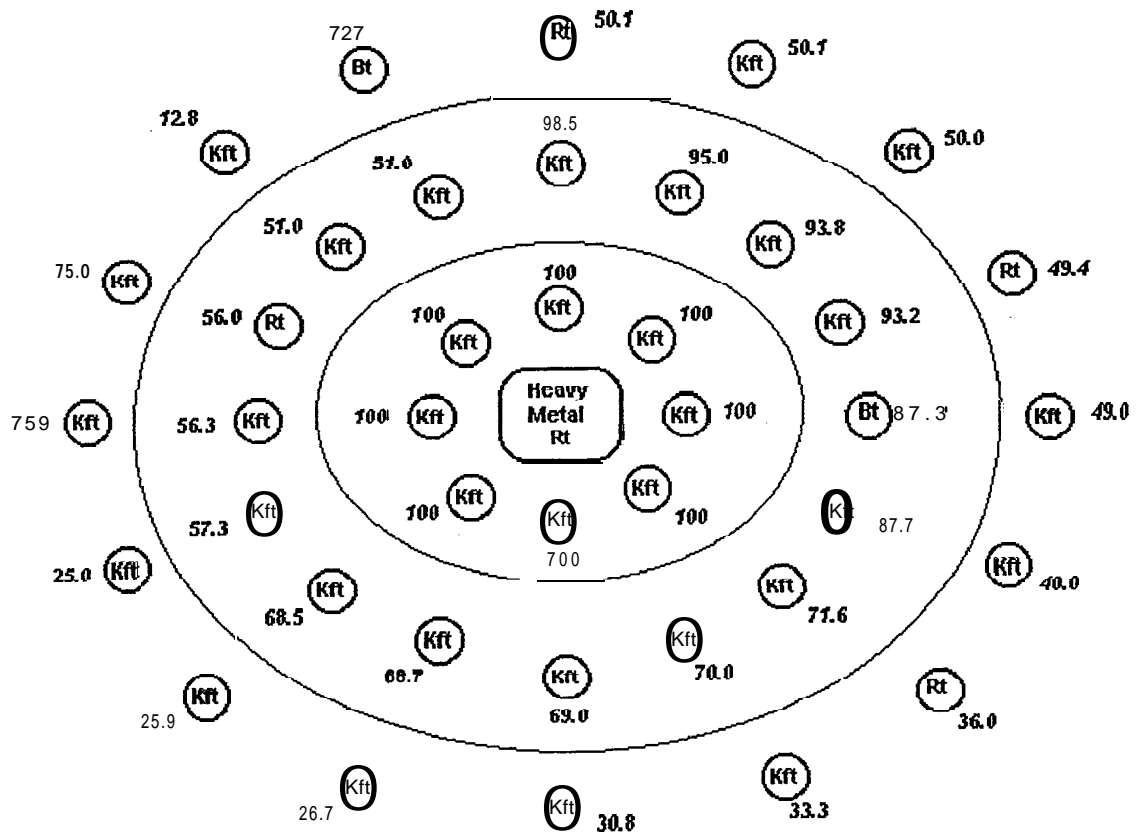 727
Bt
Rt 50.1
Kft 50.1
12.8
Kft
Kft 50.0
98.5
Kft
51.0
Kft
95.0
Kft
51.0
Kft
Kft 93.8
75.0
Kft
Rt 49.4
56.0 Rt
Kft 93.2
100
Kft
100
Kft
100
Kft
Heavy
Metal
Rt
759 Kft
56.3 Kft
100 Kft
Kft 100
Bt 87.3
Kft 49.0
100
Kft
Kft
100
Kft
700
57.3
Kft
Kft 87.7
25.0 Kft
Kft
40.0
Kft
68.5
Kft
71.6
Kft
68.7
Kft
70.0
Kft
69.0
Kft
25.9
Rt
36.0
Kft
26.7
Kft
30.8
Kft
33.3